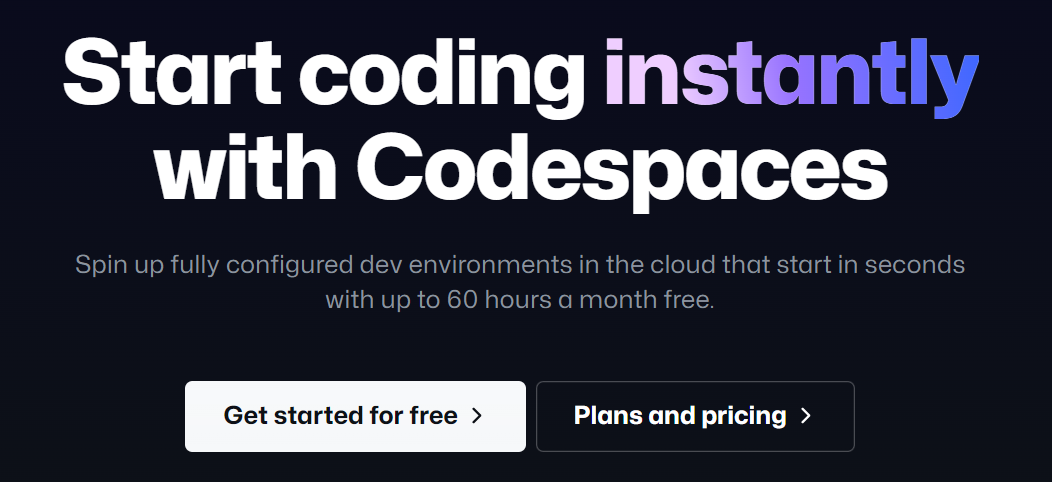 Start coding instantly
with Codespaces
Spin up fully configured dev environments in the cloud that start in seconds
with up to 60 hours a month free.
Get started for free
Plans and pricing